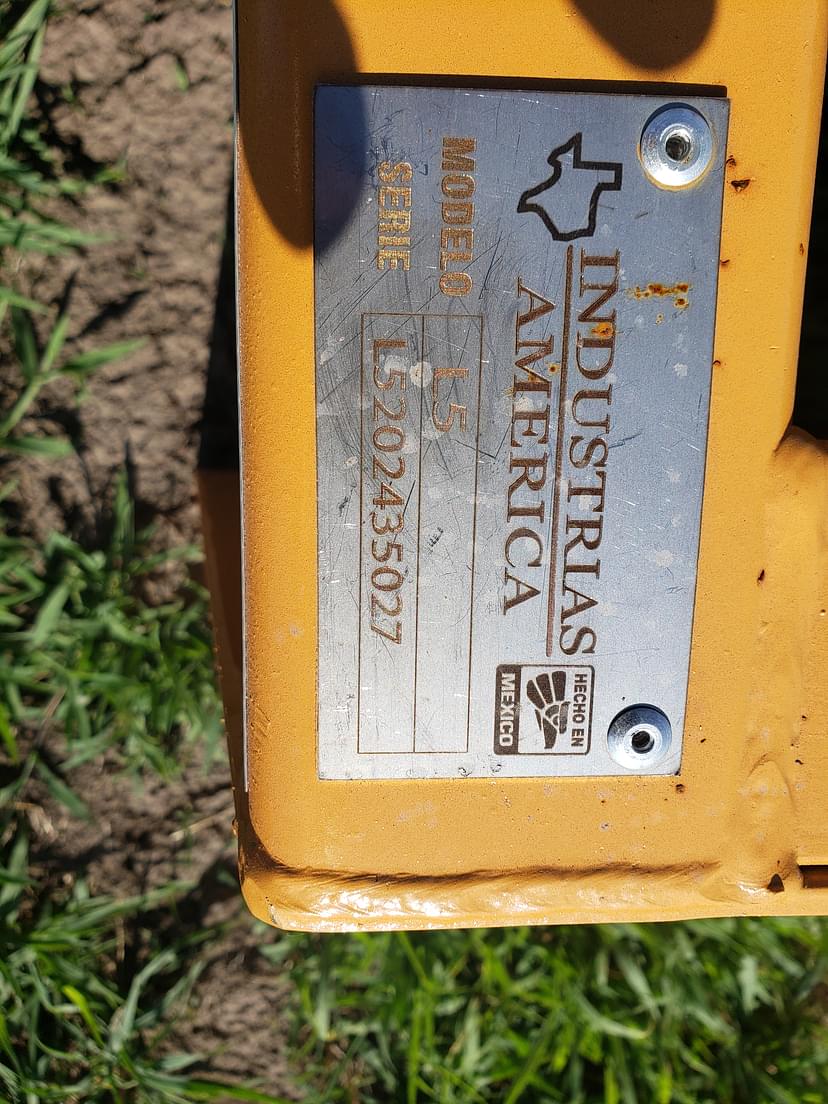 INDUSTRIAS
AMERICA
HECHO EN
MEXICO
MODELO L5
SERIE L5202435027